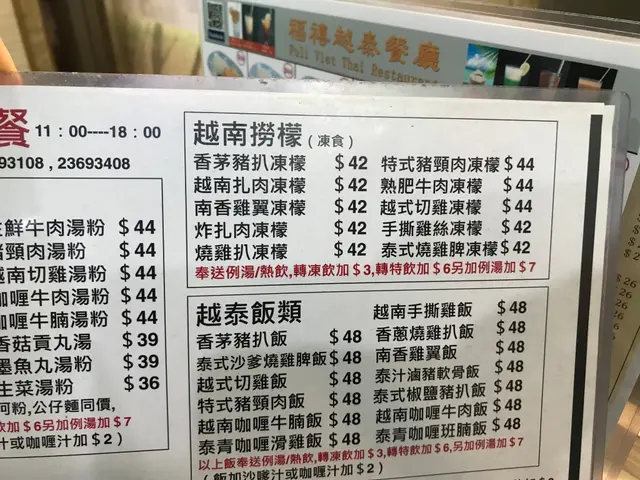 福禧越泰餐廳
Full Viet Thai Restaurant
餐 11：00----18：00
93108 , 23693408
鮮牛肉湯粉 $44
豬頸肉湯粉 $44
越南切雞湯粉 $44
咖喱牛肉湯粉 $44
咖喱牛腩湯粉 $44
香菇貢丸湯 $39
墨魚丸湯粉 $39
生菜湯粉 $36
河粉,公仔麵同價,
飲加$6另加例湯加$7
汁或咖喱汁加$2）
越南撈檬（凍食）
香茅豬扒凍檬 $42
越南扎肉凍檬 $42
南香雞翼凍檬 $42
炸扎肉凍檬 $42
燒雞扒凍檬 $42
特式豬頸肉凍檬 $44
熟肥牛肉凍檬 $44
越式切雞凍檬 $44
手撕雞絲凍檬 $42
泰式燒雞脾凍檬 $42
奉送例湯/熱飲,轉凍飲加$3,轉特飲加$6另加例湯加$7
越泰飯類
香茅豬扒飯 $48
泰式沙爹燒雞脾飯 $48
越式切雞飯 $48
特式豬頸肉飯 $48
越南咖喱牛腩飯 $48
泰青咖喱滑雞飯 $48
越南手撕雞飯 $48
香蔥燒雞扒飯 $48
南香雞翼飯 $48
泰汁滷豬軟骨飯 $48
泰式椒鹽豬扒飯 $48
越南咖喱牛肉飯 $48
泰青咖喱班腩飯 $48
以上飯奉送例湯/熱飲,轉凍飲加$3,轉特飲加$6,另加例湯加$7
（飯加沙嗲汁或咖喱汁加$2）